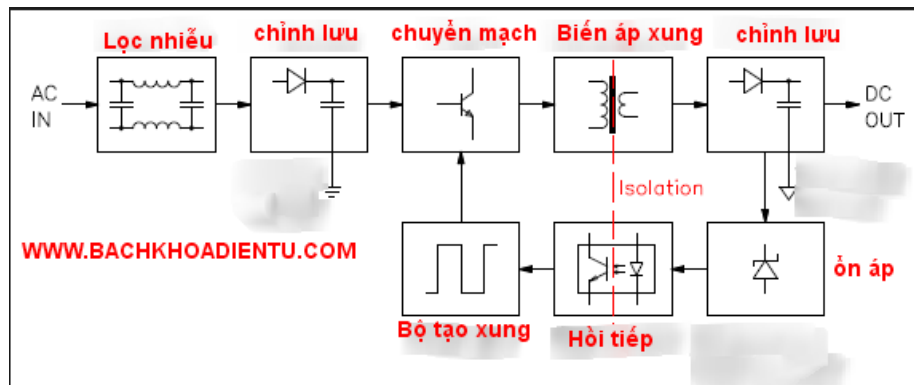 Lọc nhiễu
chỉnh lưu
chuyển mạch
Biến áp xung
chỉnh lưu
AC
IN
DC
OUT
Isolation
WWW.BACHKHOADIENTU.COM
ổn áp
Bộ tạo xung
Hồi tiếp